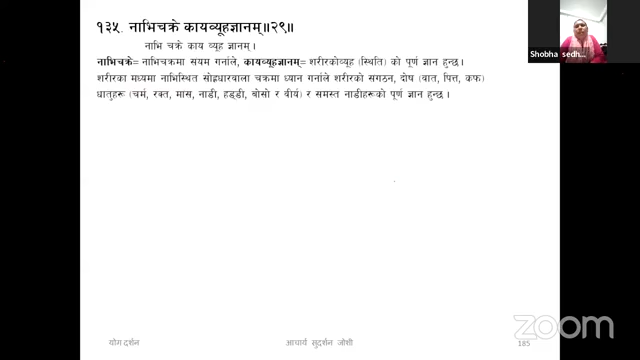 १३५. नाभिचक्रे कायव्यूहज्ञानम्॥२९॥
नाभि चक्रे काय व्यूह ज्ञानम् ।
नाभिचक्रे= नाभिचक्रमा संयम गर्नाले, कायव्यूहज्ञानम्= शरीरकोव्यूह (स्थिति) को पूर्ण ज्ञान हुन्छ ।
शरीरका मध्यमा नाभिस्थित सोह्रधारवाला चक्रमा ध्यान गर्नाले शरीरको संगठन, दोष (वात, पित्त, कफ)
धातुहरू (चर्म, रक्त, मास, नाडी, हड्डी, बोसो र वीर्य) र समस्त नाडीहरूको पूर्ण ज्ञान हुन्छ ।
Shobha sedh...
zoom
योग दर्शन आचार्य सुदर्शन जौशी 185